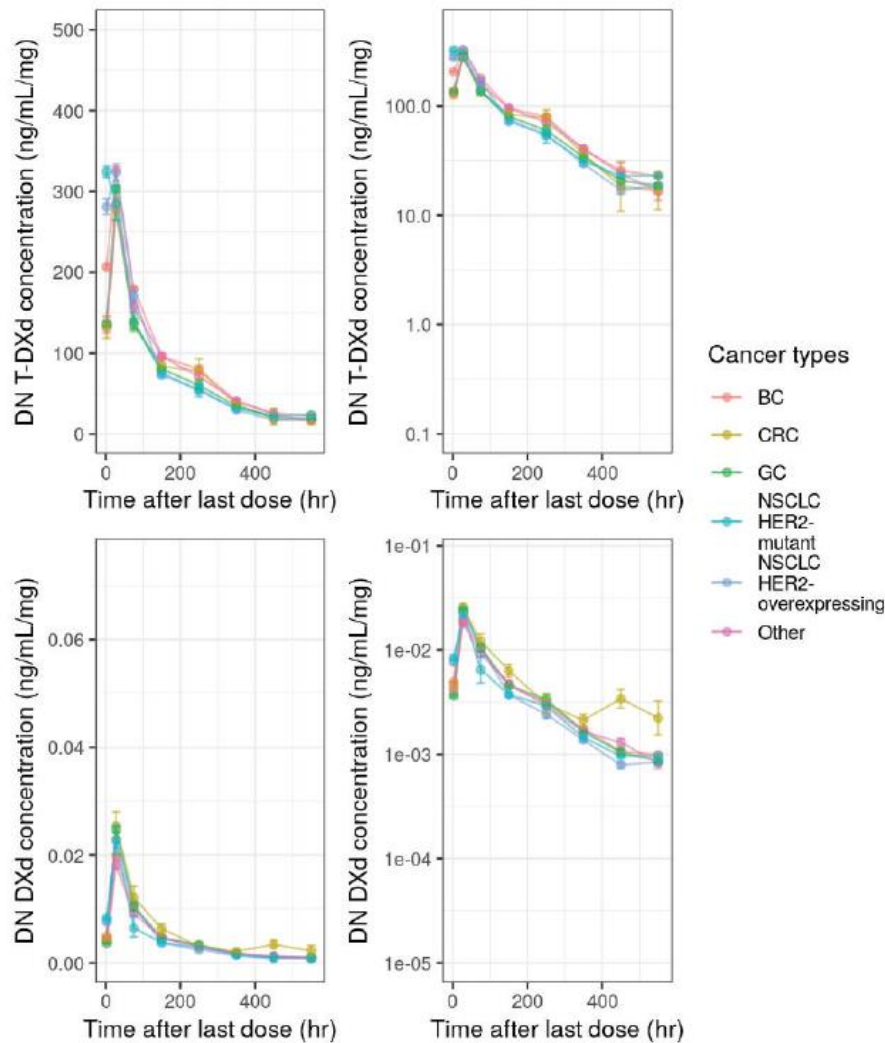 DN T-DXd concentration (ng/mL/mg)
500
400
300
200
100
0
0
200
400
Time after last dose (hr)
DN T-DXd concentration (ng/mL/mg)
100.0
10.0
1.0
0.1
0
200
400
Time after last dose (hr)
DN DXd concentration (ng/mL/mg)
0.06
0.04
0.02
0.00
0
200
400
Time after last dose (hr)
DN DXd concentration (ng/mL/mg)
1e-01
1e-02
1e-03
1e-04
1e-05
0
200
400
Time after last dose (hr)
Cancer types
BC
CRC
GC
NSCLC
HER2-
mutant
NSCLC
HER2-
overexpressing
Other